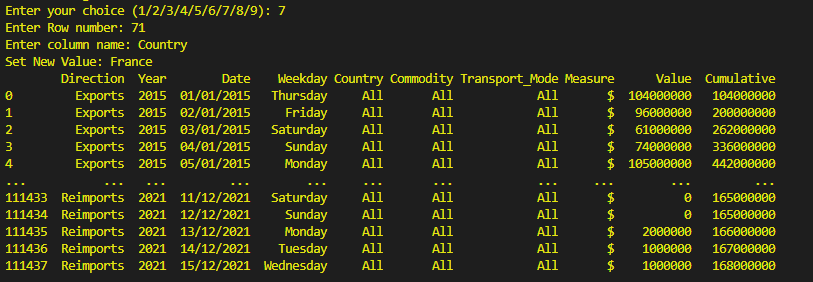 Enter your choice (1/2/3/4/5/6/7/8/9): 7
Enter Row number: 71
Enter column name: Country
Set New Value: France
Direction Year Date Weekday Country Commodity Transport_Mode Measure Value Cumulative
0 Exports 2015 01/01/2015 Thursday All All All $ 104000000 104000000
1 Exports 2015 02/01/2015 Friday All All All $ 96000000 200000000
2 Exports 2015 03/01/2015 Saturday All All All $ 61000000 262000000
3 Exports 2015 04/01/2015 Sunday All All All $ 74000000 336000000
4 Exports 2015 05/01/2015 Monday All All All $ 105000000 442000000
... ... ... ... ... ... ... ... ... ... ...
111433 Reimports 2021 11/12/2021 Saturday All All All $ 0 165000000
111434 Reimports 2021 12/12/2021 Sunday All All All $ 0 165000000
111435 Reimports 2021 13/12/2021 Monday All All All $ 2000000 166000000
111436 Reimports 2021 14/12/2021 Tuesday All All All $ 1000000 167000000
111437 Reimports 2021 15/12/2021 Wednesday All All All $ 1000000 168000000